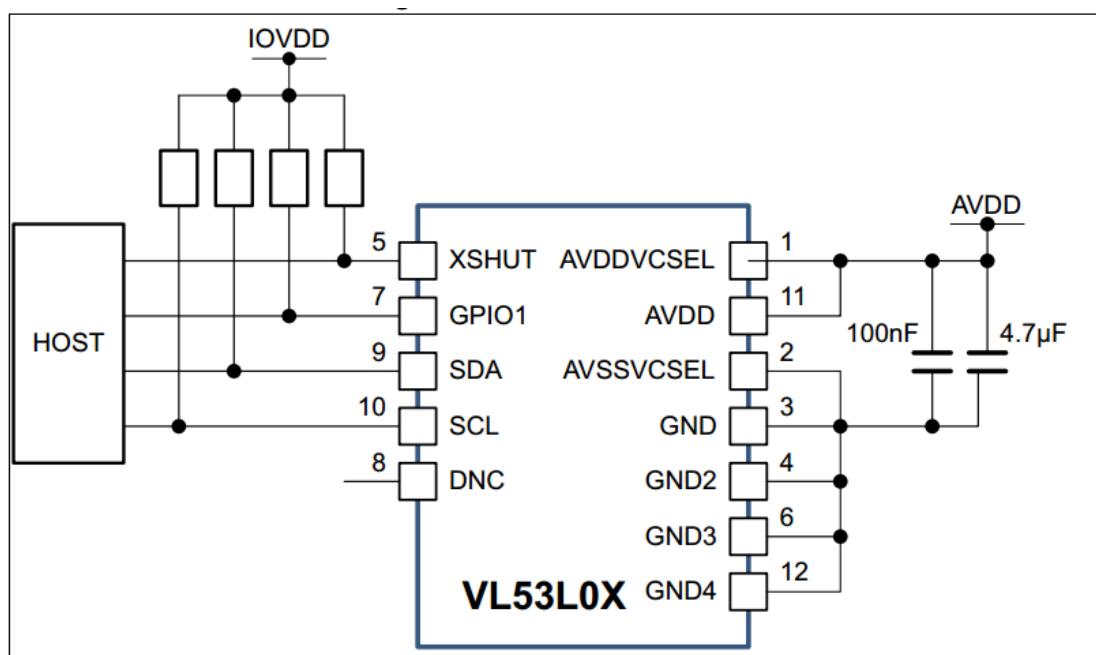 IOVDD
AVDD
HOST
5
XSHUT
AVDDVCSEL
1
7
GPIO1
AVDD
11
100nF
4.7µF
9
SDA
AVSSVCSEL
2
10
SCL
GND
3
8
DNC
GND2
4
GND3
6
VL53L0X
GND4
12